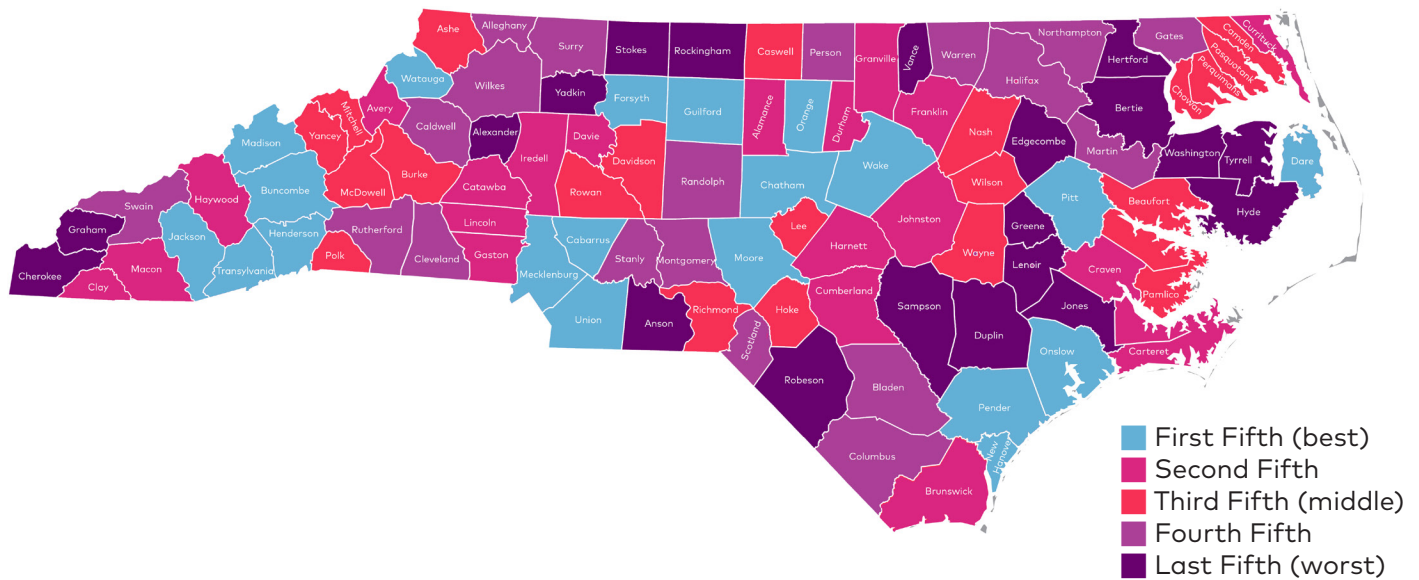 Ashe
Alleghany
Surry
Stokes
Rockingham
Caswell
Person
Granville
Vance
Warren
Northampton
Hertford
Gates
Camden
Currituck
Pasquotank
Perquimans
Chowan
Watauga
Wilkes
Yadkin
Forsyth
Guilford
Alamance
Orange
Durham
Franklin
Halifax
Bertie
Mitchell
Avery
Caldwell
Alexander
Davie
Iredell
Davidson
Randolph
Chatham
Wake
Nash
Edgecombe
Martin
Washington
Tyrrell
Dare
Madison
Yancey
Burke
McDowell
Buncombe
Catawba
Rowan
Wilson
Pitt
Beaufort
Hyde
Swain
Haywood
Jackson
Henderson
Rutherford
Lincoln
Cleveland
Gaston
Cabarrus
Stanly
Montgomery
Moore
Lee
Harnett
Johnston
Wayne
Greene
Lenoir
Craven
Pamlico
Graham
Cherokee
Macon
Clay
Transylvania
Polk
Mecklenburg
Union
Anson
Richmond
Scotland
Hoke
Cumberland
Sampson
Duplin
Jones
Carteret
Onslow
Robeson
Bladen
Pender
Columbus
New
Hanover
Brunswick
First Fifth (best)
Second Fifth
Third Fifth (middle)
Fourth Fifth
Last Fifth (worst)